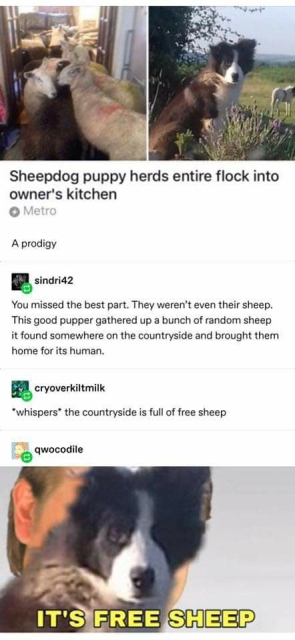 Sheepdog puppy herds entire flock into
owner's kitchen
Metro
A prodigy
sindri42
You missed the best part. They weren't even their sheep.
This good pupper gathered up a bunch of random sheep
it found somewhere on the countryside and brought them
home for its human.
cryoverkiltmilk
*whispers* the countryside is full of free sheep
qwocodile
IT'S FREE SHEEP